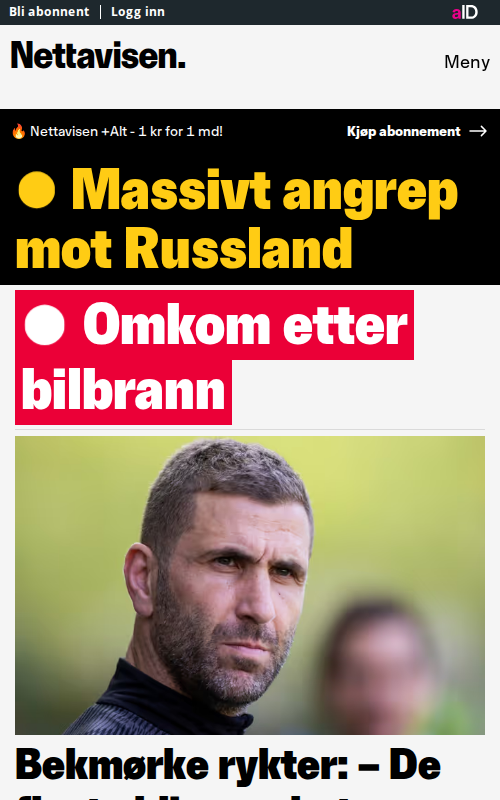 Bli abonnent | Logg inn
aID
Nettavisen.
Meny
🔥 Nettavisen +Alt - 1 kr for 1 md!
Kjøp abonnement →
Massivt angrep
mot Russland
Omkom etter
bilbrann
Bekmørke rykter: – De